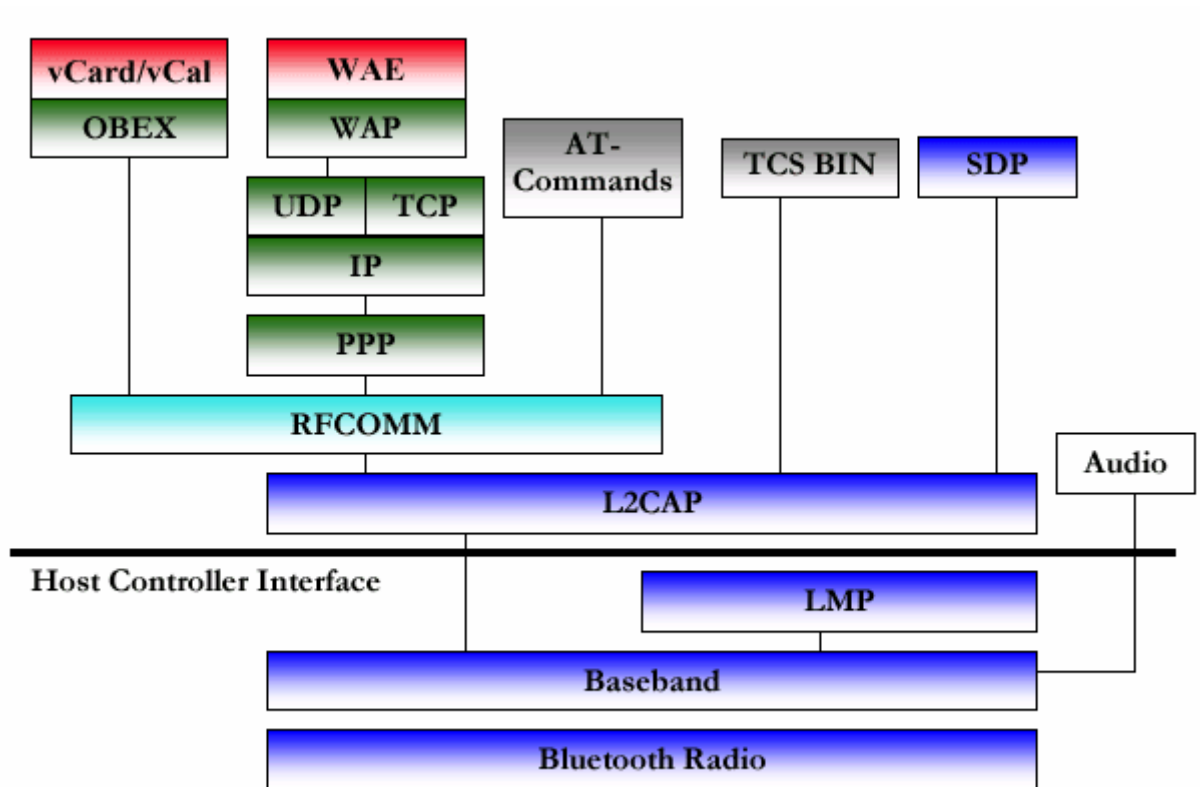 vCard/vCal
OBEX
WAE
WAP
UDP
TCP
IP
PPP
AT-
Commands
TCS BIN
SDP
RFCOMM
Audio
L2CAP
Host Controller Interface
LMP
Baseband
Bluetooth Radio